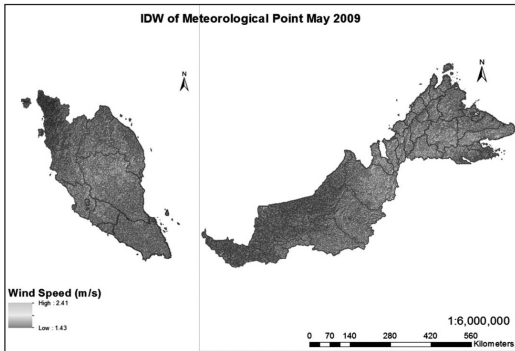 IDW of Meteorological Point May 2009
N
N
Wind Speed (m/s)
High : 2.41
Low : 1.43
1:6,000,000
0 70 140 280 420 560
Kilometers